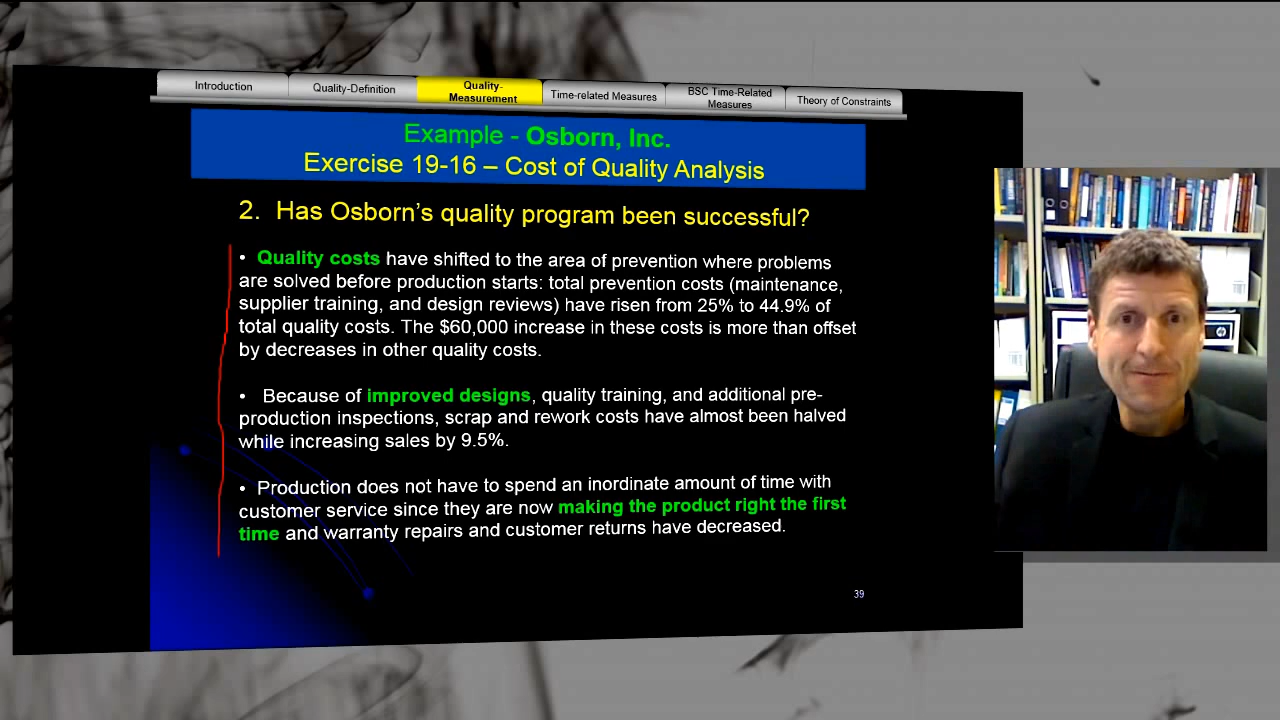 Introduction
Quality-Definition
Quality-
Measurement
Time-related Measures
BSC Time-Related
Measures
Theory of Constraints
Example - Osborn, Inc.
Exercise 19-16 – Cost of Quality Analysis
2. Has Osborn's quality program been successful?
• Quality costs have shifted to the area of prevention where problems
are solved before production starts: total prevention costs (maintenance,
supplier training, and design reviews) have risen from 25% to 44.9% of
total quality costs. The $60,000 increase in these costs is more than offset
by decreases in other quality costs.
• Because of improved designs, quality training, and additional pre-
production inspections, scrap and rework costs have almost been halved
while increasing sales by 9.5%.
• Production does not have to spend an inordinate amount of time with
customer service since they are now making the product right the first
time and warranty repairs and customer returns have decreased.
39
hp